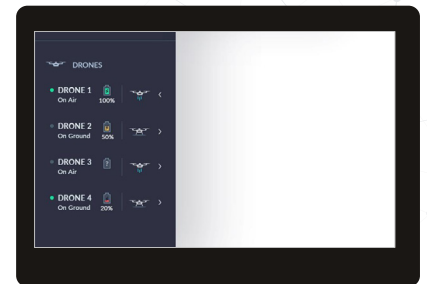 DRONES
DRONE 1
On Air 100%
DRONE 2
On Ground 50%
DRONE 3
On Air
DRONE 4
On Ground 20%